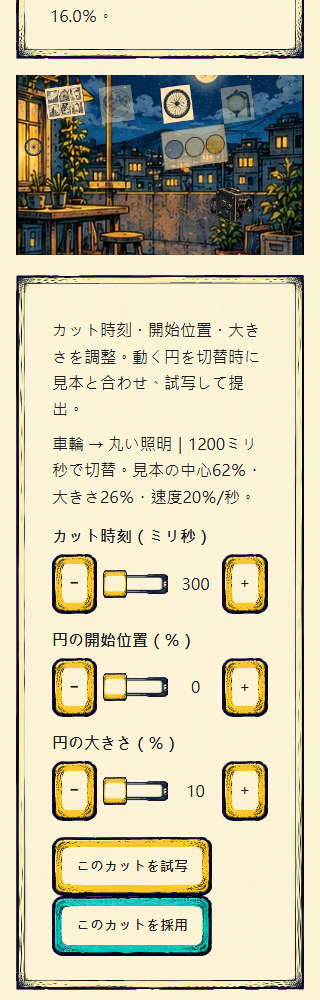 16.0%。
カット時刻・開始位置・大き
さを調整。動く円を切替時に
見本と合わせ、試写して提
出。
車輪 → 丸い照明 | 1200ミリ
秒で切替。見本の中心62%・
大きさ26%・速度20%/秒。
カット時刻（ミリ秒）
− 300 +
円の開始位置（%）
− 0 +
円の大きさ（%）
− 10 +
このカットを試写
このカットを採用